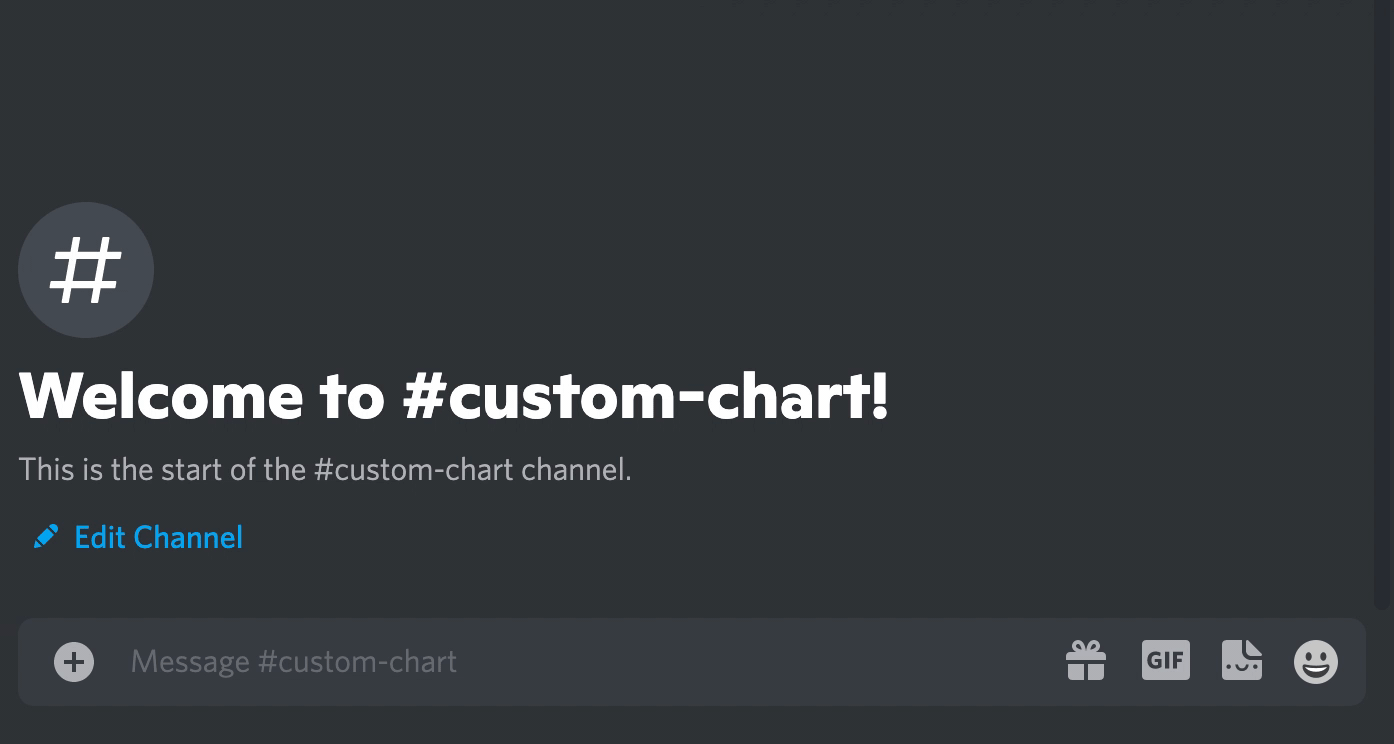 #
Welcome to #custom-chart!
This is the start of the #custom-chart channel.
Edit Channel
Message #custom-chart
GIF